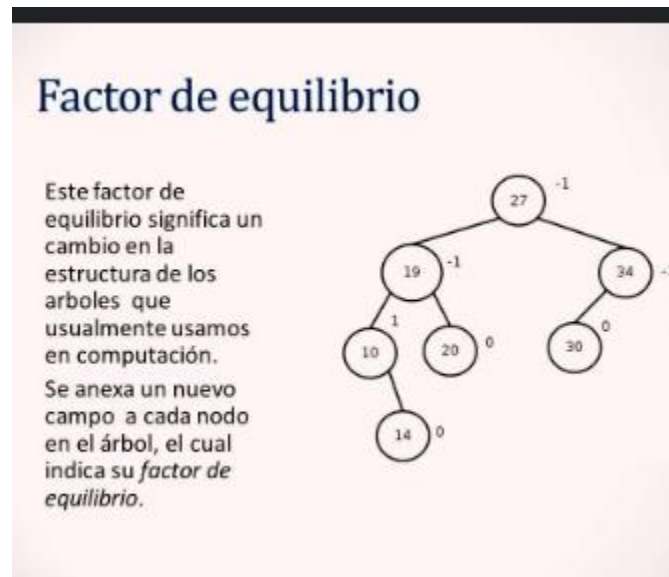 Factor de equilibrio
Este factor de
equilibrio significa un
cambio en la
estructura de los
arboles que
usualmente usamos
en computación.
Se anexa un nuevo
campo a cada nodo
en el árbol, el cual
indica su factor de
equilibrio.
27 -1
19 -1
34
10 1
20 0
30 0
14 0